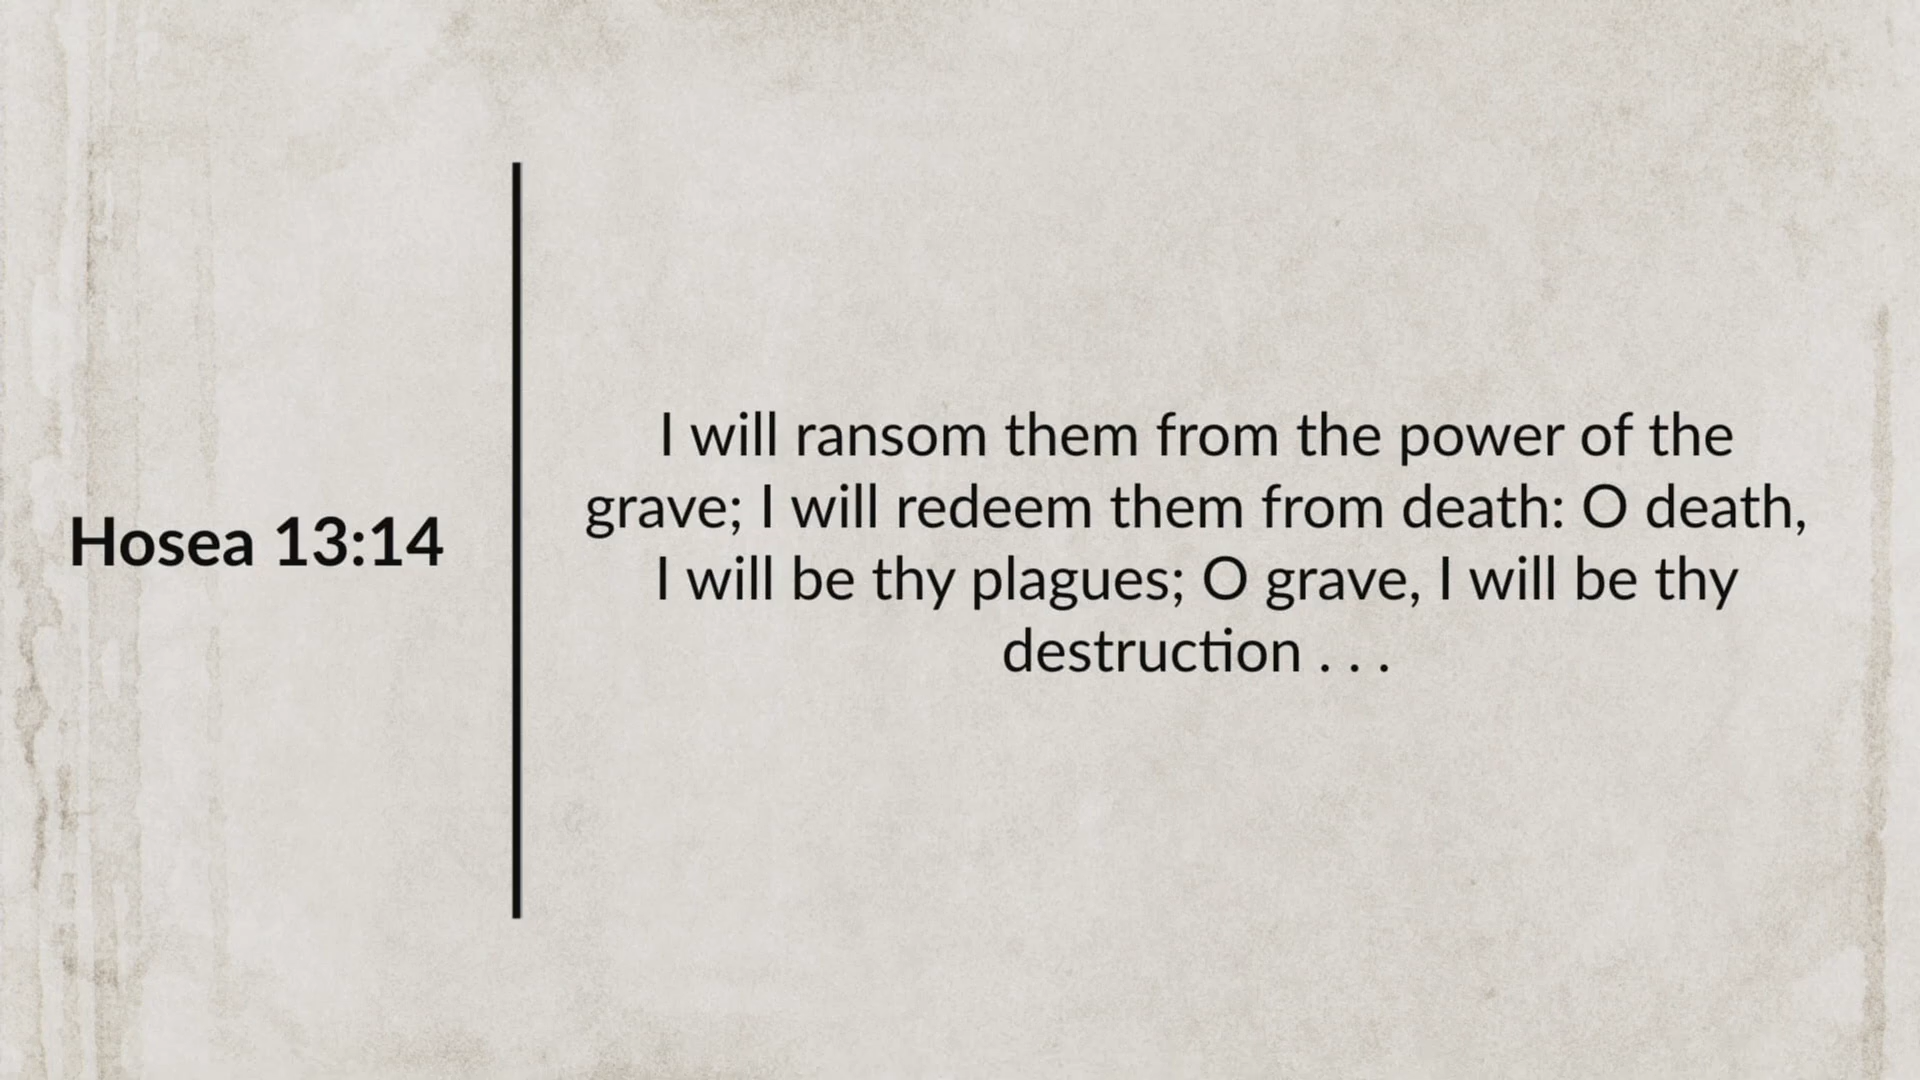 Hosea 13:14
I will ransom them from the power of the
grave; I will redeem them from death: O death,
I will be thy plagues; O grave, I will be thy
destruction . . .